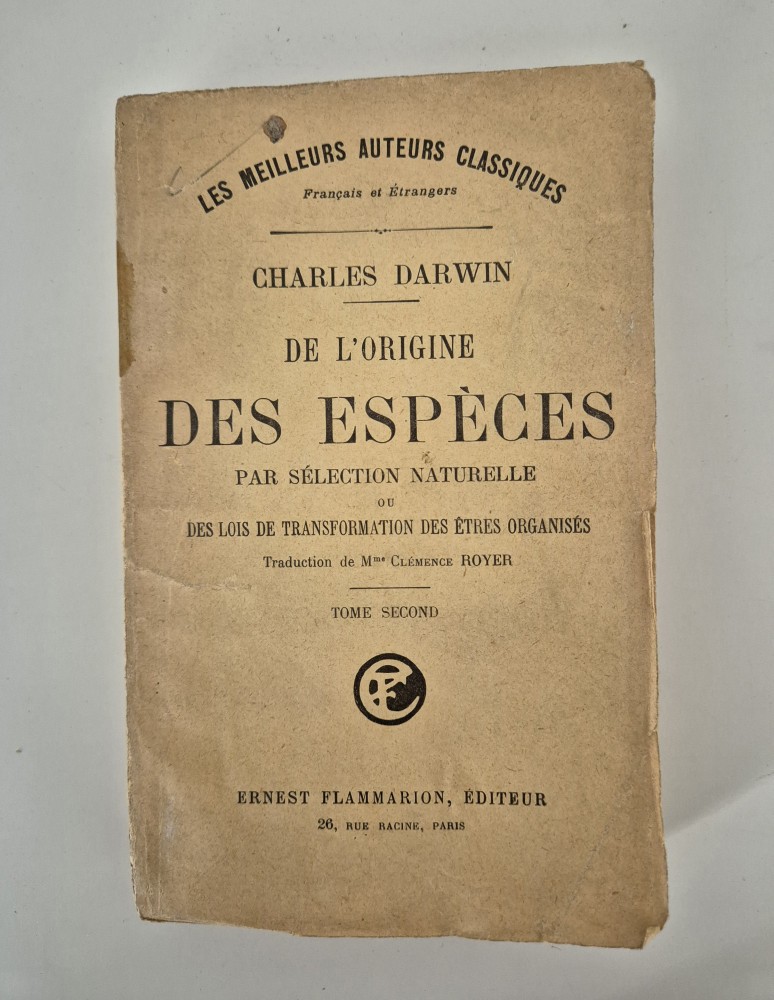 LES MEILLEURS AUTEURS CLASSIQUES
Français et Étrangers
CHARLES DARWIN
DE L'ORIGINE
DES ESPÈCES
PAR SÉLECTION NATURELLE
OU
DES LOIS DE TRANSFORMATION DES ÊTRES ORGANISÉS
Traduction de Mme CLÉMENCE ROYER
TOME SECOND
ERNEST FLAMMARION, ÉDITEUR
26, RUE RACINE, PARIS